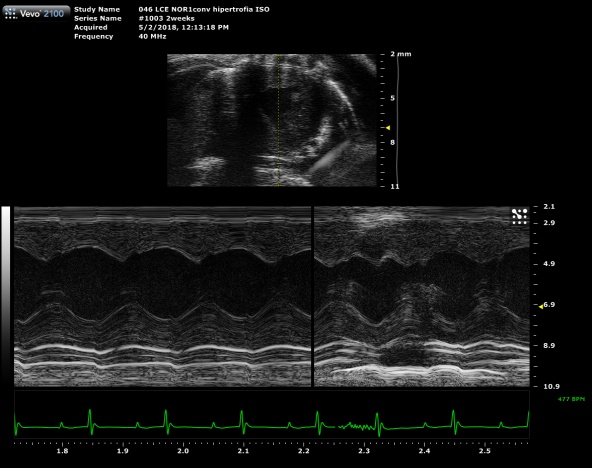 Vevo 2100
Study Name 046 LCE NOR1conv hipertrofia ISO
Series Name #1003 2weeks
Acquired 5/2/2018, 12:13:18 PM
Frequency 40 MHz
2 mm
5
8
11
2.1
2.9
4.9
6.9
8.9
10.9
477 BPM
1.8 1.9 2.0 2.1 2.2 2.3 2.4 2.5